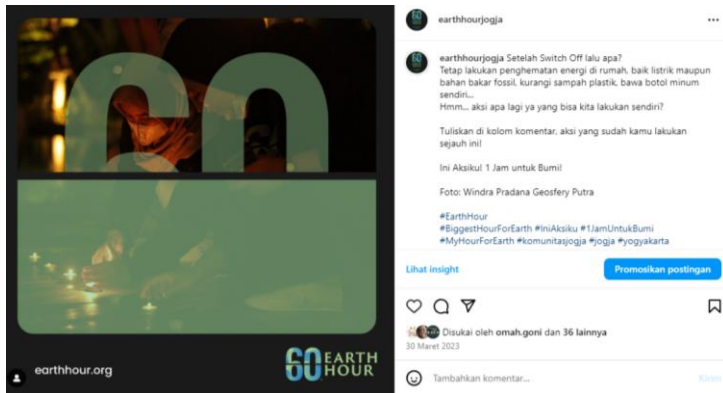 60
earthhour.org
60 EARTH
HOUR
earthhourjogja
earthhourjogja Setelah Switch Off lalu apa?
Tetap lakukan penghematan energi di rumah, baik listrik maupun
bahan bakar fossil, kurangi sampah plastik, bawa botol minum
sendiri...
Hmm... aksi apa lagi ya yang bisa kita lakukan sendiri?
Tuliskan di kolom komentar, aksi yang sudah kamu lakukan
sejauh ini!
Ini Aksiku! 1 Jam untuk Bumi!
Foto: Windra Pradana Geosfery Putra
#EarthHour
#BiggestHourForEarth #IniAksiku #1JamUntukBumi
#MyHourForEarth #komunitasjogja #jogja #yogyakarta
Lihat insight
Promosikan postingan
Disukai oleh omah.goni dan 36 lainnya
30 Maret 2023
Tambahkan komentar...
Kirim